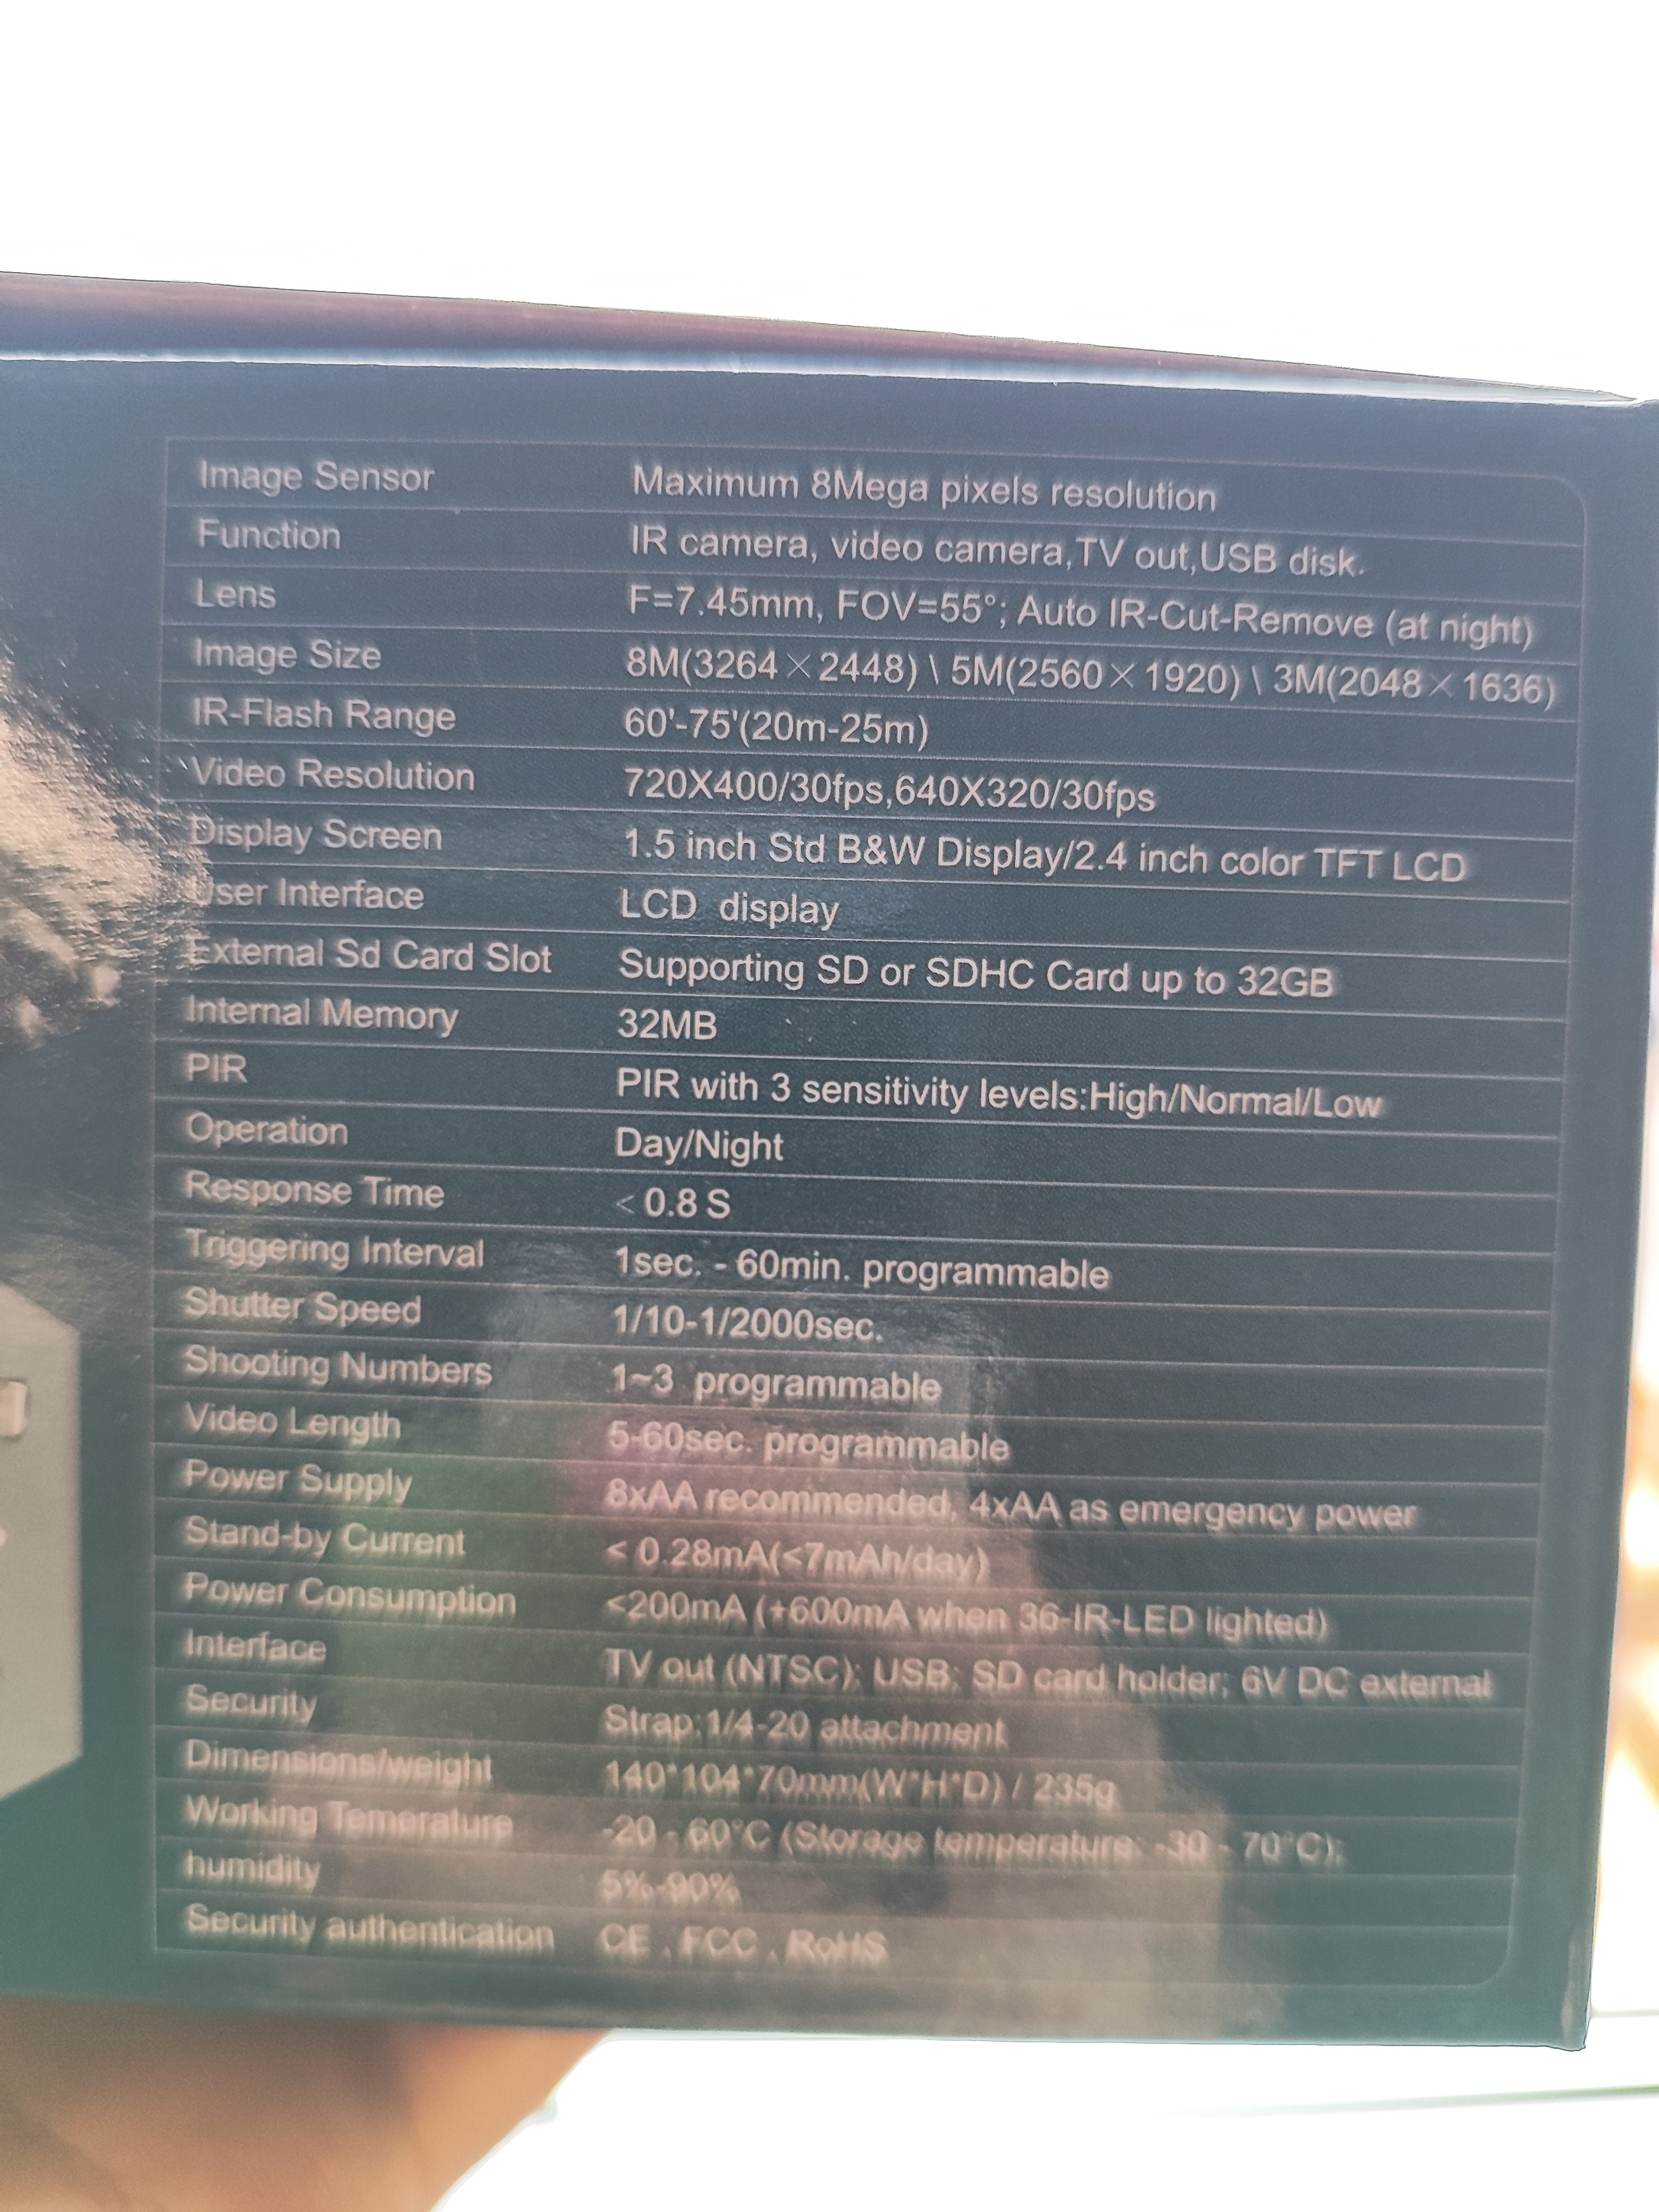 Image Sensor Maximum 8Mega pixels resolution
Function IR camera, video camera,TV out,USB disk.
Lens F=7.45mm, FOV=55°; Auto IR-Cut-Remove (at night)
Image Size 8M(3264×2448) \ 5M(2560×1920) \ 3M(2048×1636)
IR-Flash Range 60'-75'(20m-25m)
Video Resolution 720X400/30fps,640X320/30fps
Display Screen 1.5 inch Std B&W Display/2.4 inch color TFT LCD
User Interface LCD display
External Sd Card Slot Supporting SD or SDHC Card up to 32GB
Internal Memory 32MB
PIR PIR with 3 sensitivity levels:High/Normal/Low
Operation Day/Night
Response Time < 0.8 S
Triggering Interval 1sec. - 60min. programmable
Shutter Speed 1/10-1/2000sec.
Shooting Numbers 1~3 programmable
Video Length 5-60sec. programmable
Power Supply 8xAA recommended, 4xAA as emergency power
Stand-by Current < 0.28mA(<7mAh/day)
Power Consumption <200mA (+600mA when 36-IR-LED lighted)
Interface TV out (NTSC); USB; SD card holder; 6V DC external
Security Strap;1/4-20 attachment
Dimensions/weight 140*104*70mm(W*H*D) / 235g
Working Temerature -20 - 60°C (Storage temperature: -30 - 70°C);
humidity 5%-90%
Security authentication CE . FCC . RoHS